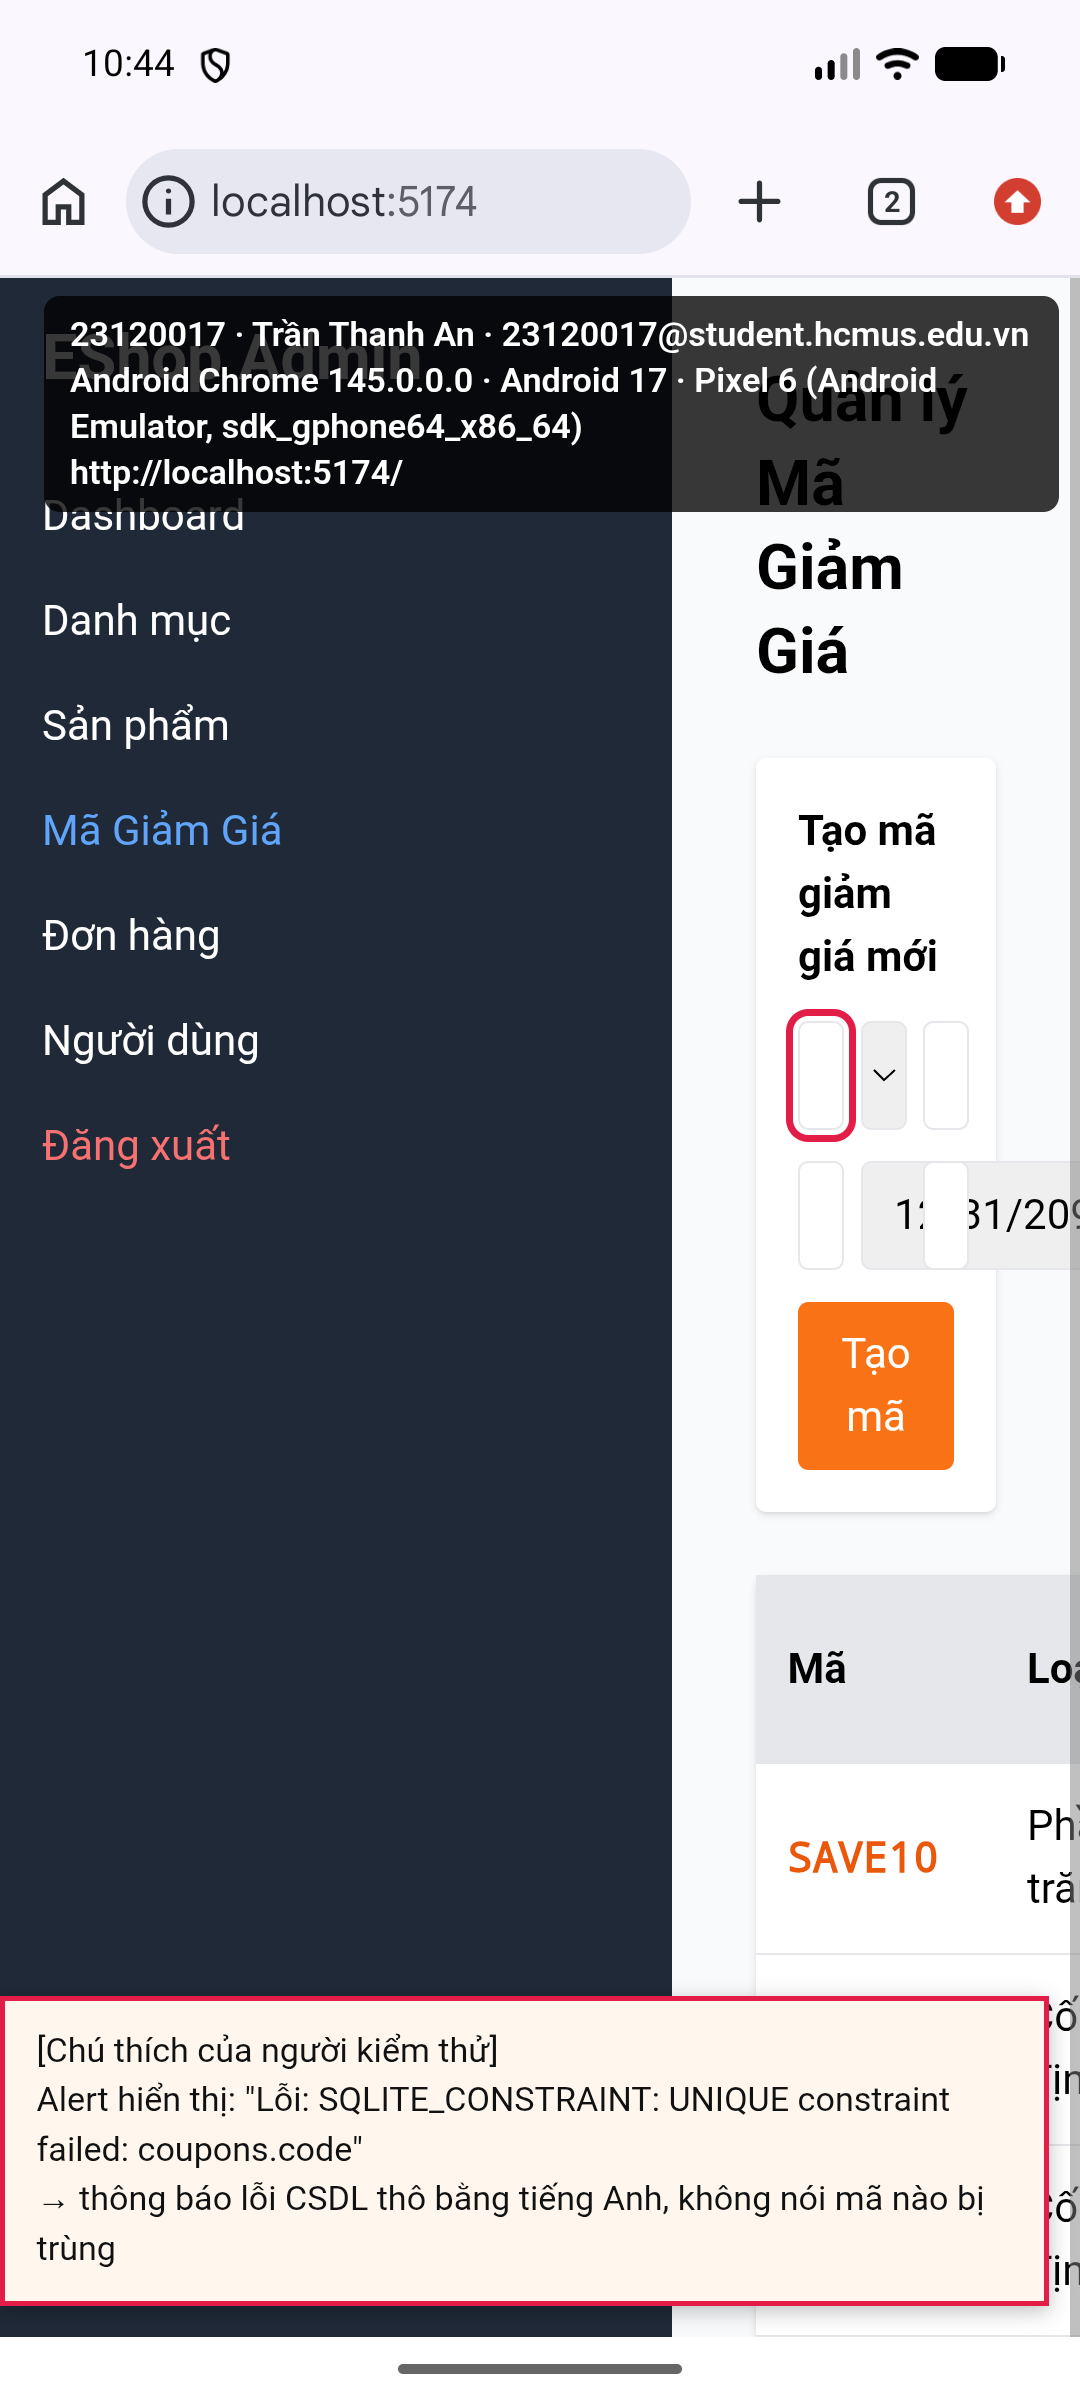 10:44
localhost:5174
2
23120017 · Trần Thanh An · 23120017@student.hcmus.edu.vn
Android Chrome 145.0.0.0 · Android 17 · Pixel 6 (Android
Emulator, sdk_gphone64_x86_64)
http://localhost:5174/
EShop Admin
Dashboard
Danh mục
Sản phẩm
Mã Giảm Giá
Đơn hàng
Người dùng
Đăng xuất
Quản lý
Mã
Giảm
Giá
Tạo mã
giảm
giá mới
Tạo
mã
Mã
SAVE10
[Chú thích của người kiểm thử]
Alert hiển thị: "Lỗi: SQLITE_CONSTRAINT: UNIQUE constraint
failed: coupons.code"
→ thông báo lỗi CSDL thô bằng tiếng Anh, không nói mã nào bị
trùng